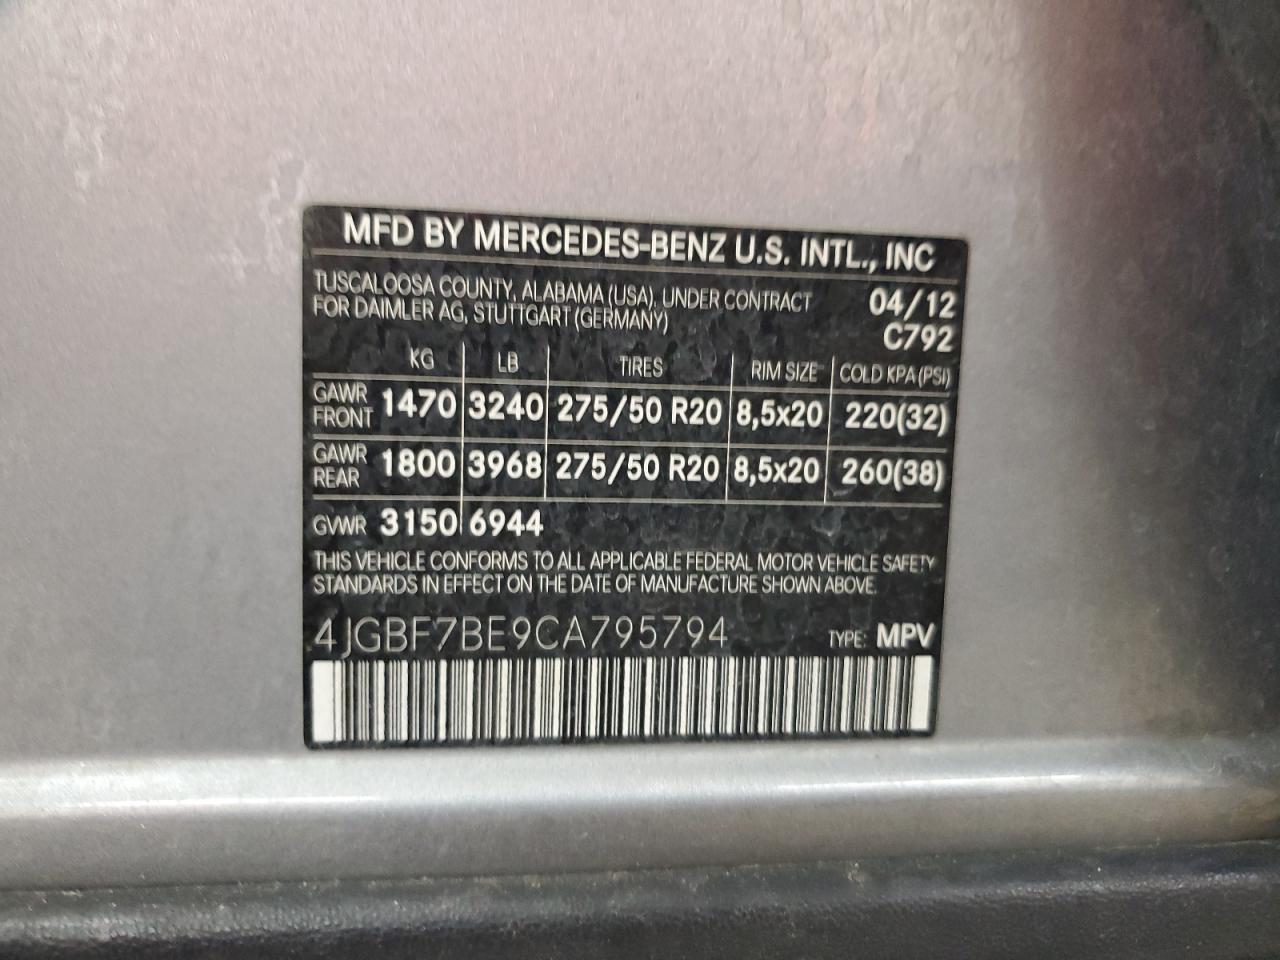 MFD BY MERCEDES-BENZ U.S. INTL., INC
TUSCALOOSA COUNTY, ALABAMA (USA), UNDER CONTRACT 04/12
FOR DAIMLER AG, STUTTGART (GERMANY) C792
KG LB TIRES RIM SIZE COLD KPA (PSI)
GAWR FRONT 1470 3240 275/50 R20 8,5x20 220(32)
GAWR REAR 1800 3968 275/50 R20 8,5x20 260(38)
GVWR 3150 6944
THIS VEHICLE CONFORMS TO ALL APPLICABLE FEDERAL MOTOR VEHICLE SAFETY
STANDARDS IN EFFECT ON THE DATE OF MANUFACTURE SHOWN ABOVE.
4JGBF7BE9CA795794 TYPE: MPV